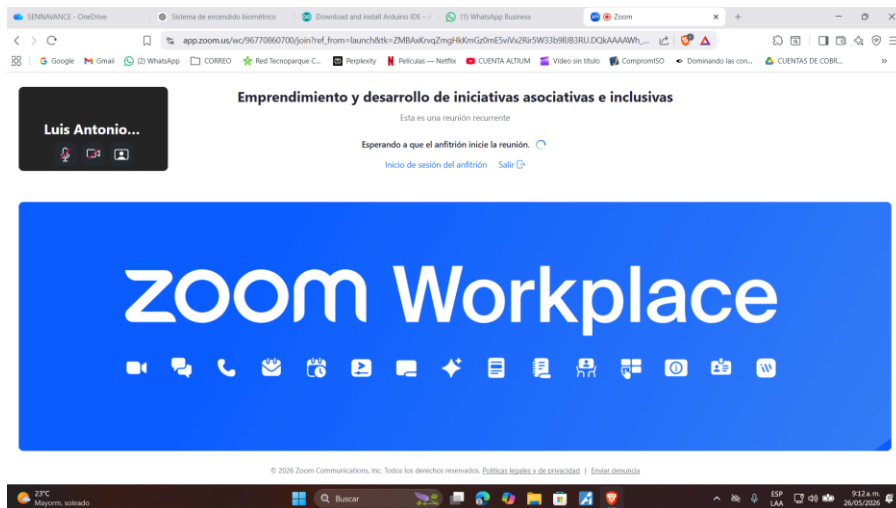 SENNAVANCE - OneDrive
Sistema de encendido biométrico
Download and install Arduino IDE –
(1) WhatsApp Business
Zoom
app.zoom.us/wc/96770860700/join?ref_from=launch&tk=
Google
Gmail
(2) WhatsApp
CORREO
Red Tecnoparque C...
Perplexity
Películas — Netflix
CUENTA ALTIUM
Vídeo sin título
CompromISO
Dominando las con...
CUENTAS DE COBR...
»
Luis Antonio...
Emprendimiento y desarrollo de iniciativas asociativas e inclusivas
Esta es una reunión recurrente
Esperando a que el anfitrión inicie la reunión.
Inicio de sesión del anfitrión Salir
zoom Workplace
© 2026 Zoom Communications, Inc. Todos los derechos reservados. Políticas legales y de privacidad | Enviar denuncia
23°C
Mayorm. soleado
Buscar
ESP
LAA
9:12 a.m.
26/05/2026